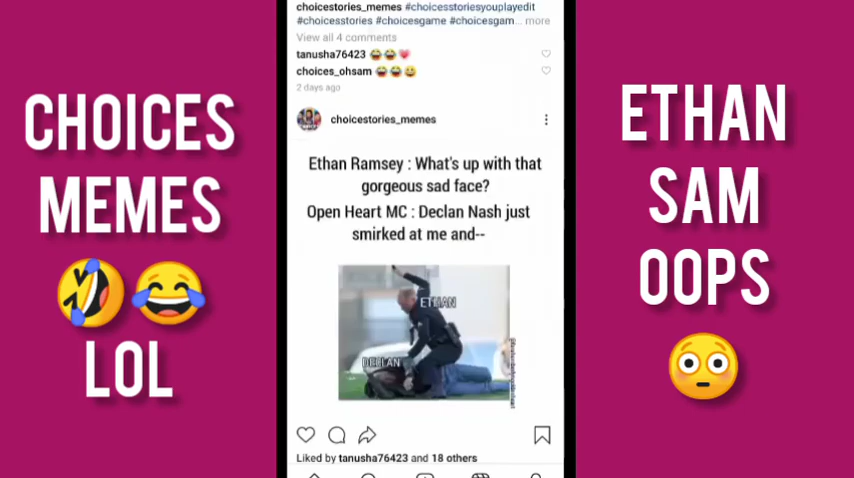 choicesstories_memes #choicesstoriesyouplayedit
#choicesstories #choicesgame #choicesgam... more
View all 4 comments
tanusha76423 😂😂💗
choices_ohsam 😂😂😀
2 days ago
choicestories_memes
Ethan Ramsey : What's up with that
gorgeous sad face?
Open Heart MC : Declan Nash just
smirked at me and--
ETHAN
DECLAN
Liked by tanusha76423 and 18 others
CHOICES
MEMES
🤣😂
LOL
ETHAN
SAM
OOPS
😳